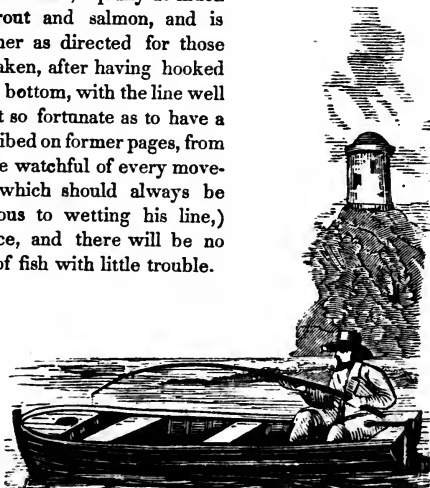 rout and salmon, and is
ner as directed for those
aken, after having hooked
bottom, with the line well
t so fortunate as to have a
ibed on former pages, from
e watchful of every move-
which should always be
ous to wetting his line,)
ce, and there will be no
of fish with little trouble.